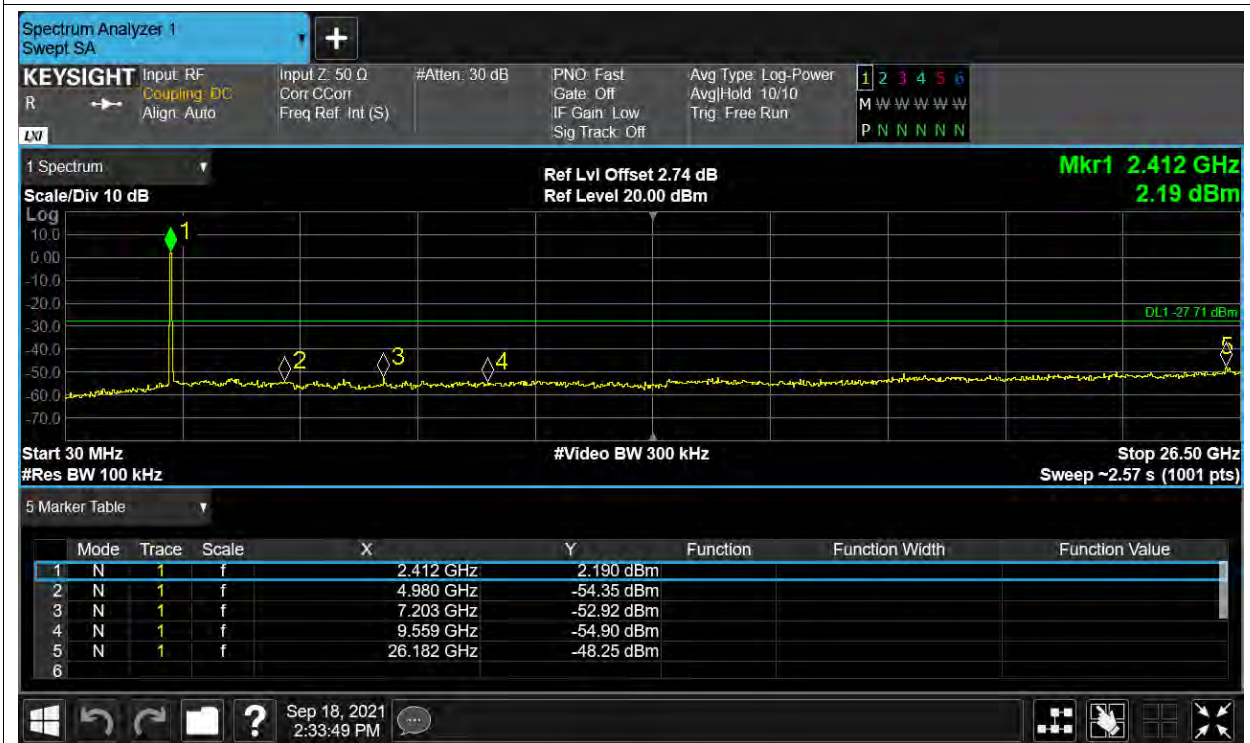 Spectrum Analyzer 1
Swept SA
+
KEYSIGHT Input: RF Input Z: 50 Ω #Atten: 30 dB PNO: Fast Avg Type: Log-Power 1 2 3 4 5 6
R Coupling: DC Corr CCorr Gate: Off Avg|Hold: 10/10 M W W W W W
Align: Auto Freq Ref: Int (S) IF Gain: Low Trig: Free Run
LXI Sig Track: Off P N N N N N
1 Spectrum Ref Lvl Offset 2.74 dB Mkr1 2.412 GHz
Scale/Div 10 dB Ref Level 20.00 dBm 2.19 dBm
Log
10.0 1
0.00
-10.0
-20.0
DL1 -27.71 dBm
-30.0
-40.0 2 3 4 5
-50.0
-60.0
-70.0
Start 30 MHz #Video BW 300 kHz Stop 26.50 GHz
#Res BW 100 kHz Sweep ~2.57 s (1001 pts)
5 Marker Table
Mode Trace Scale X Y Function Function Width Function Value
1 N 1 f 2.412 GHz 2.190 dBm
2 N 1 f 4.980 GHz -54.35 dBm
3 N 1 f 7.203 GHz -52.92 dBm
4 N 1 f 9.559 GHz -54.90 dBm
5 N 1 f 26.182 GHz -48.25 dBm
6
? Sep 18, 2021
2:33:49 PM